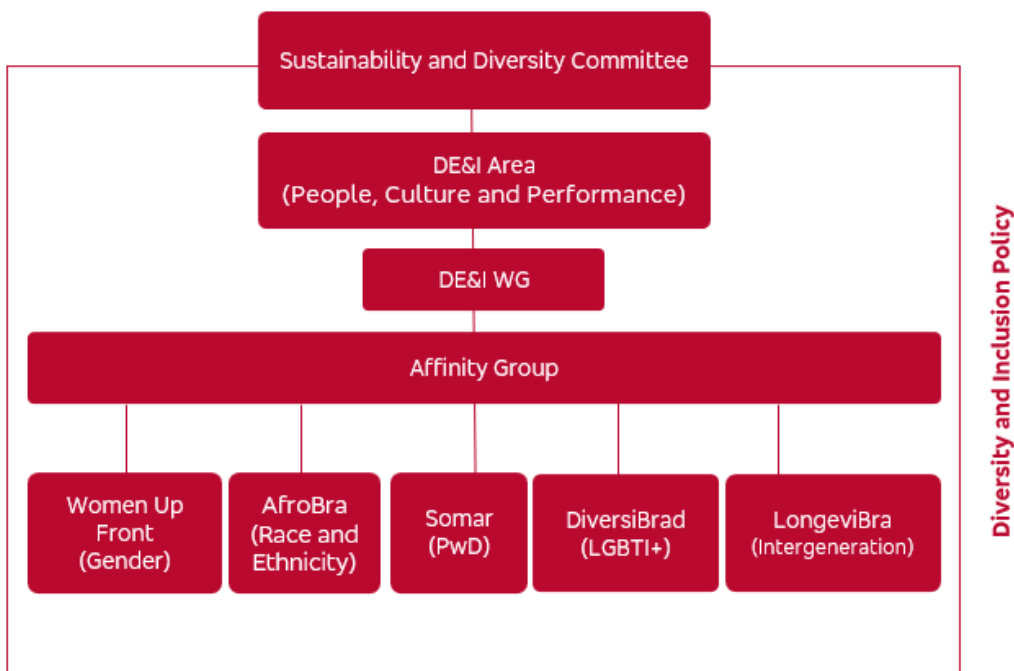 Sustainability and Diversity Committee
DE&I Area
(People, Culture and Performance)
DE&I WG
Affinity Group
Women Up
Front
(Gender)
AfroBra
(Race and
Ethnicity)
Somar
(PwD)
DiversiBrad
(LGBTI+)
LongeviBra
(Intergeneration)
Diversity and Inclusion Policy